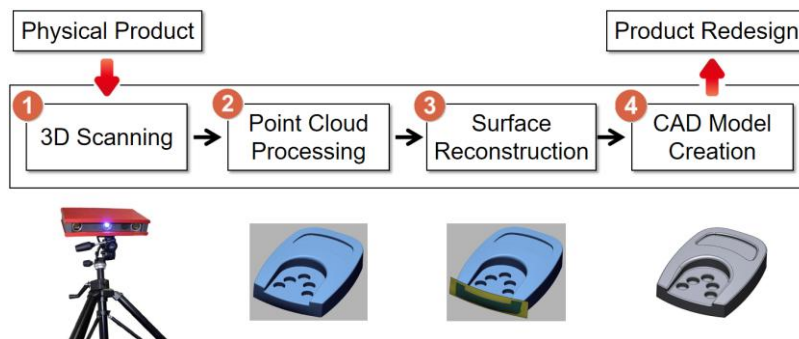 Physical Product
Product Redesign
1
2
3
4
3D Scanning
Point Cloud
Processing
Surface
Reconstruction
CAD Model
Creation